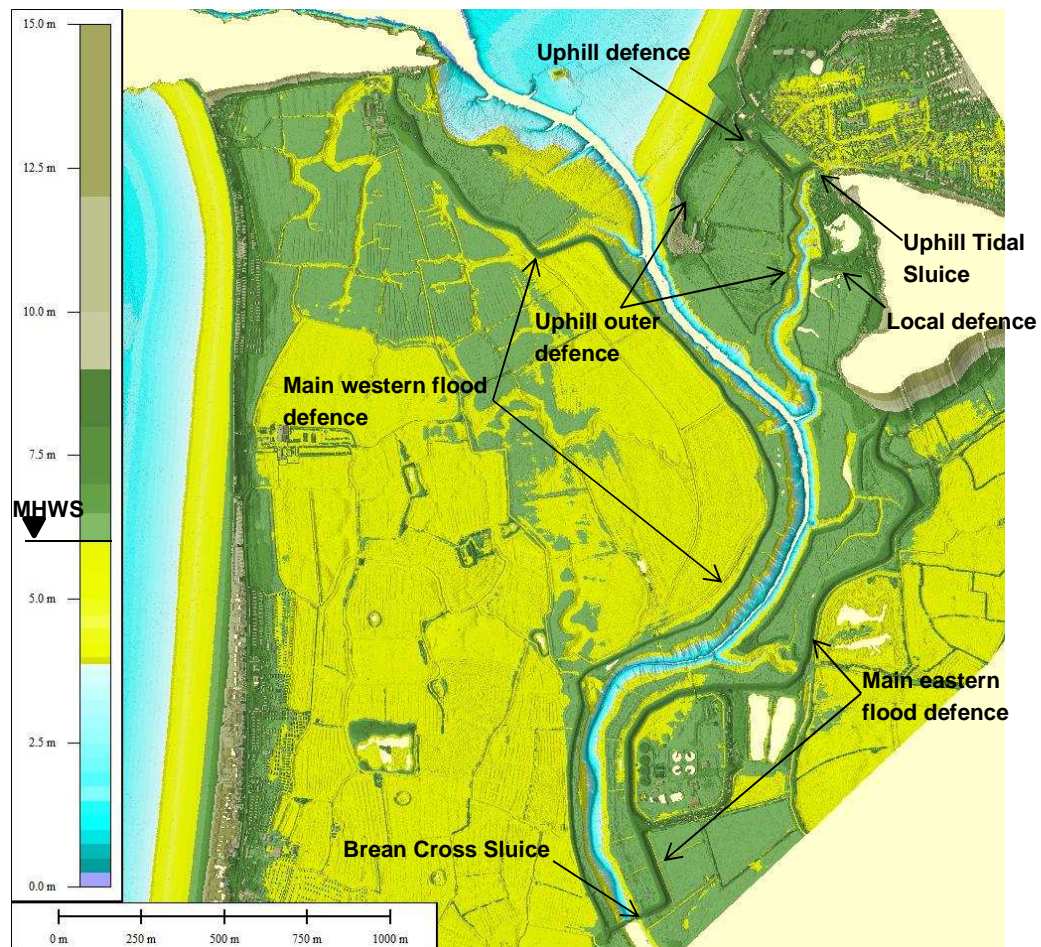 15.0 m
12.5 m
10.0 m
7.5 m
MHWS
5.0 m
2.5 m
0.0 m
0 m 250 m 500 m 750 m 1000 m
Uphill defence
Uphill Tidal
Sluice
Local defence
Uphill outer
defence
Main western flood
defence
Main eastern
flood defence
Brean Cross Sluice